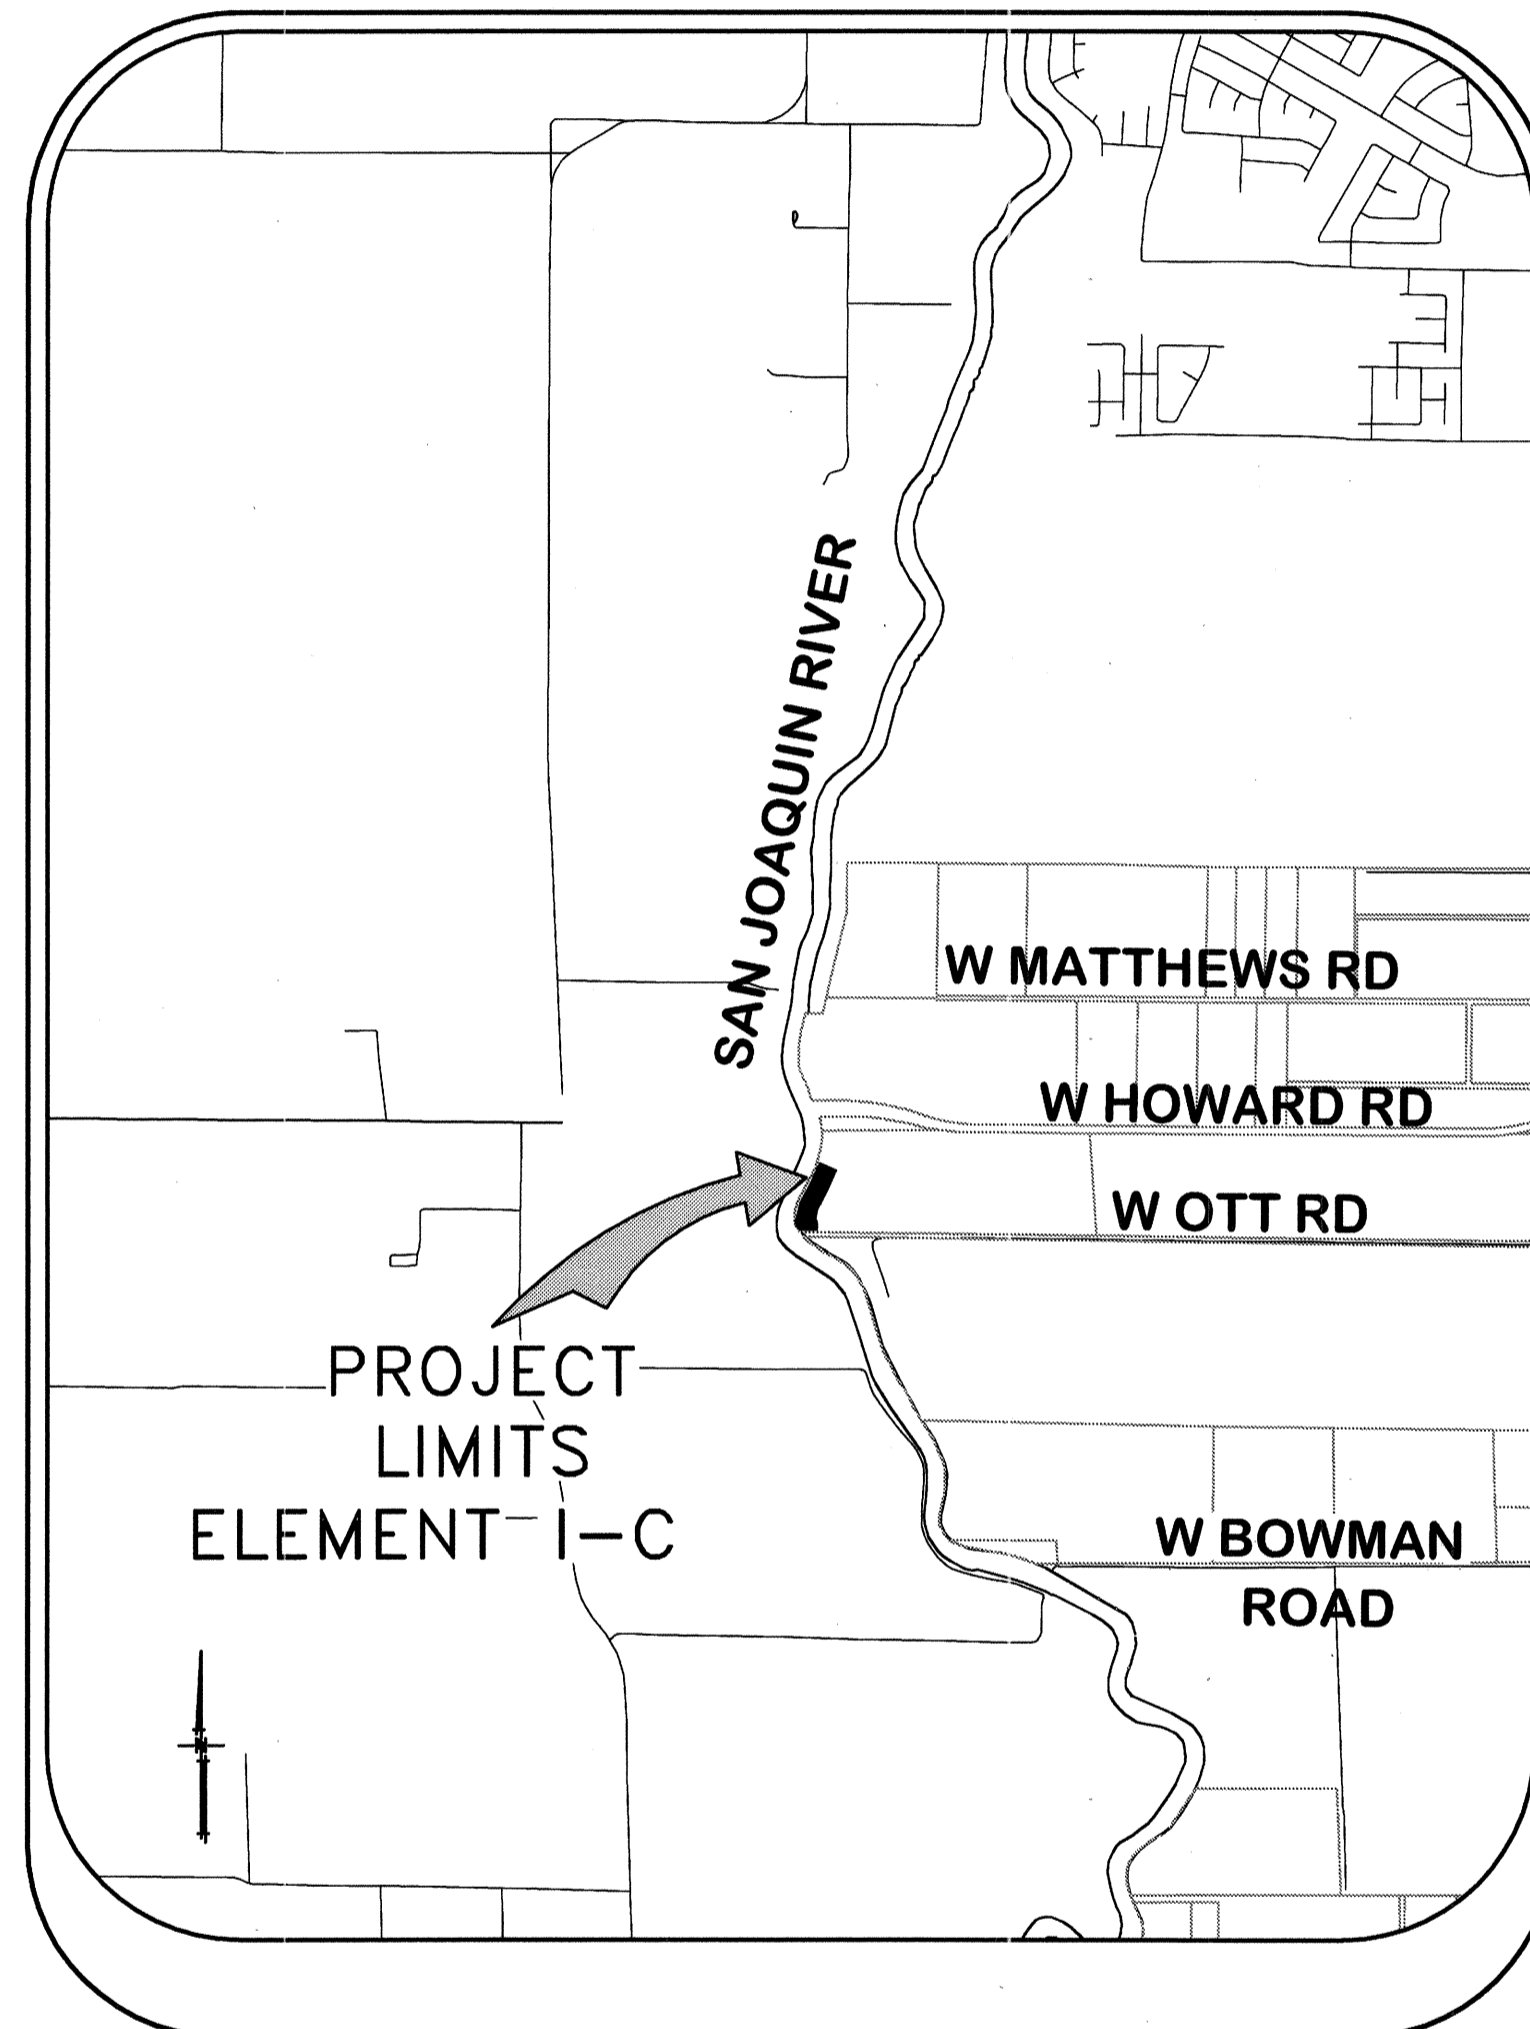 SAN JOAQUIN RIVER
W MATTHEWS RD
W HOWARD RD
W OTT RD
PROJECT
LIMITS
ELEMENT I-C
W BOWMAN
ROAD